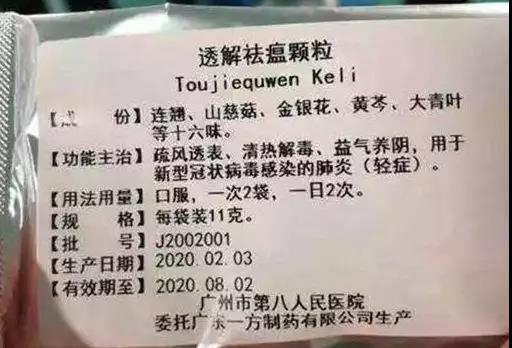 透解祛瘟颗粒
Toujiequwen Keli
【成　　份】连翘、山慈菇、金银花、黄芩、大青叶
等十六味。
【功能主治】疏风透表、清热解毒、益气养阴，用于
新型冠状病毒感染的肺炎（轻症）。
【用法用量】口服，一次2袋，一日2次。
【规　　格】每袋装11克。
【批　　号】J2002001
【生产日期】2020.02.03
【有效期至】2020.08.02
广州市第八人民医院
委托广东一方制药有限公司生产